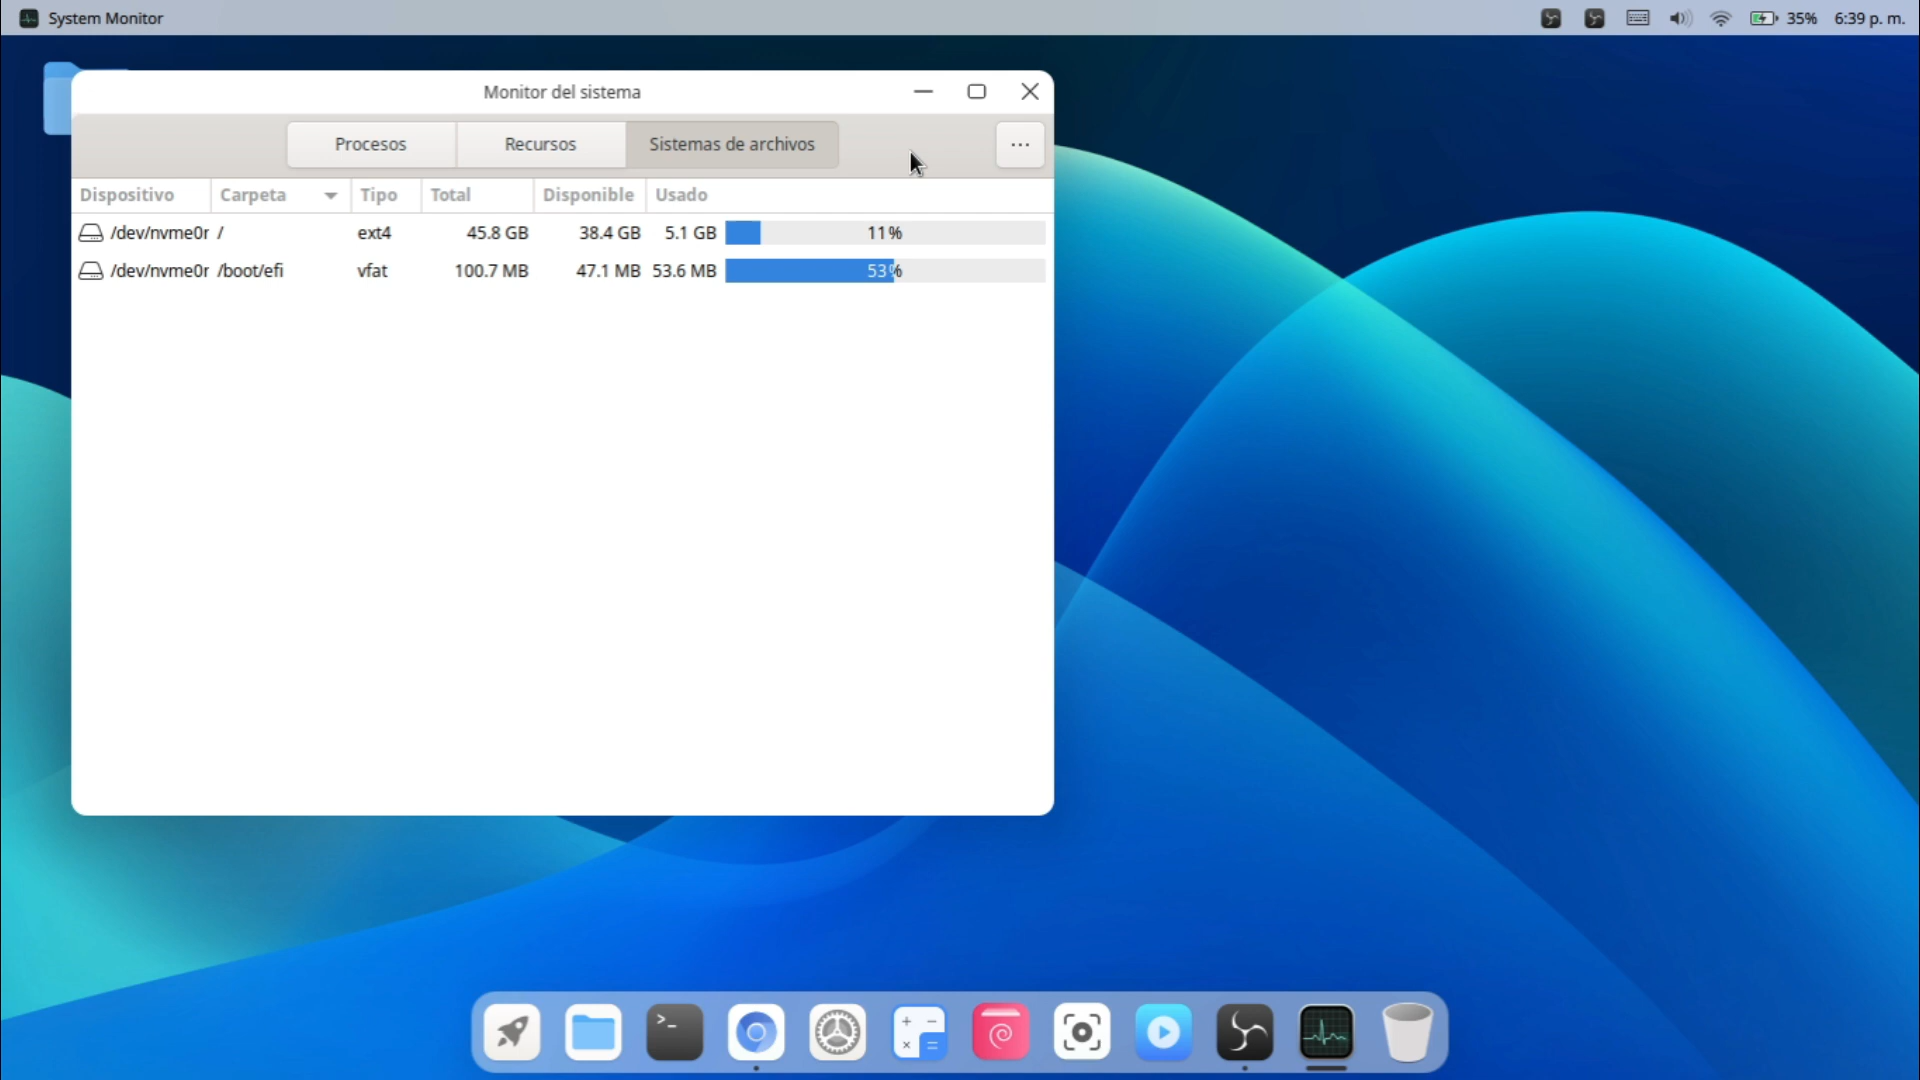 System Monitor 35% 6:39 p. m.
Monitor del sistema
Procesos Recursos Sistemas de archivos
Dispositivo Carpeta Tipo Total Disponible Usado
/dev/nvme0r / ext4 45.8 GB 38.4 GB 5.1 GB 11%
/dev/nvme0r /boot/efi vfat 100.7 MB 47.1 MB 53.6 MB 53%